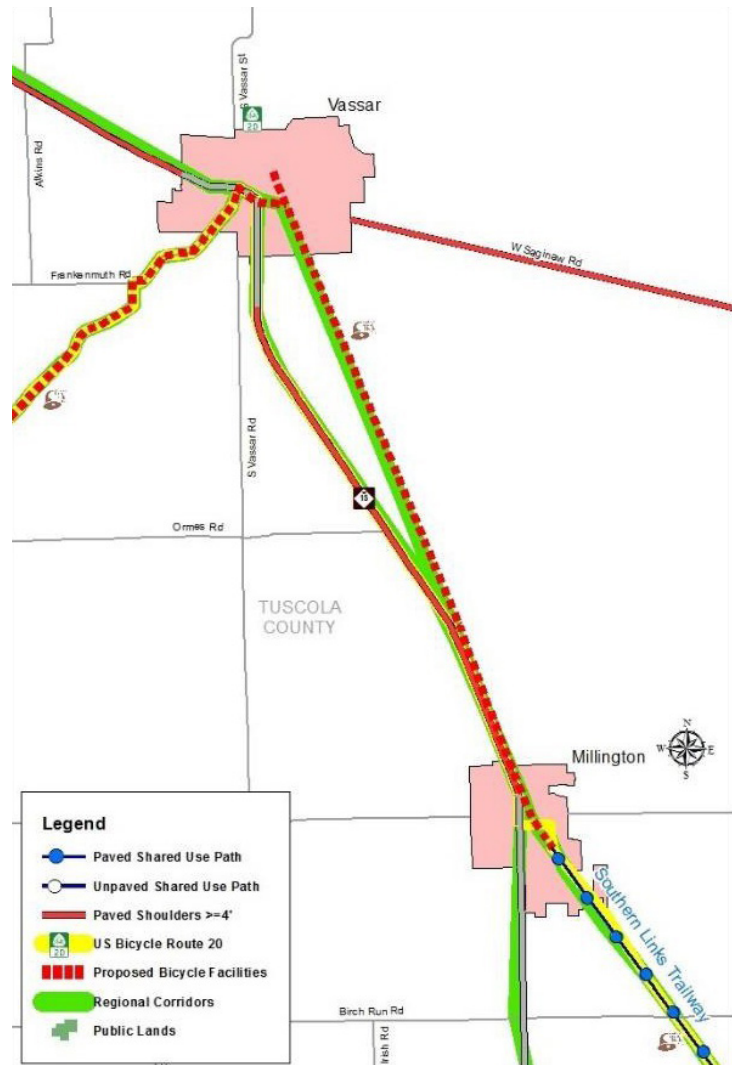 S Vassar St
20
Vassar
Atkins Rd
Frankenmuth Rd
W Saginaw Rd
S Vassar Rd
15
Ormes Rd
TUSCOLA
COUNTY
Millington
N
W
E
S
Southern Links Trailway
Birch Run Rd
Irish Rd
Legend
Paved Shared Use Path
Unpaved Shared Use Path
Paved Shoulders >=4'
20
US Bicycle Route 20
Proposed Bicycle Facilities
Regional Corridors
Public Lands